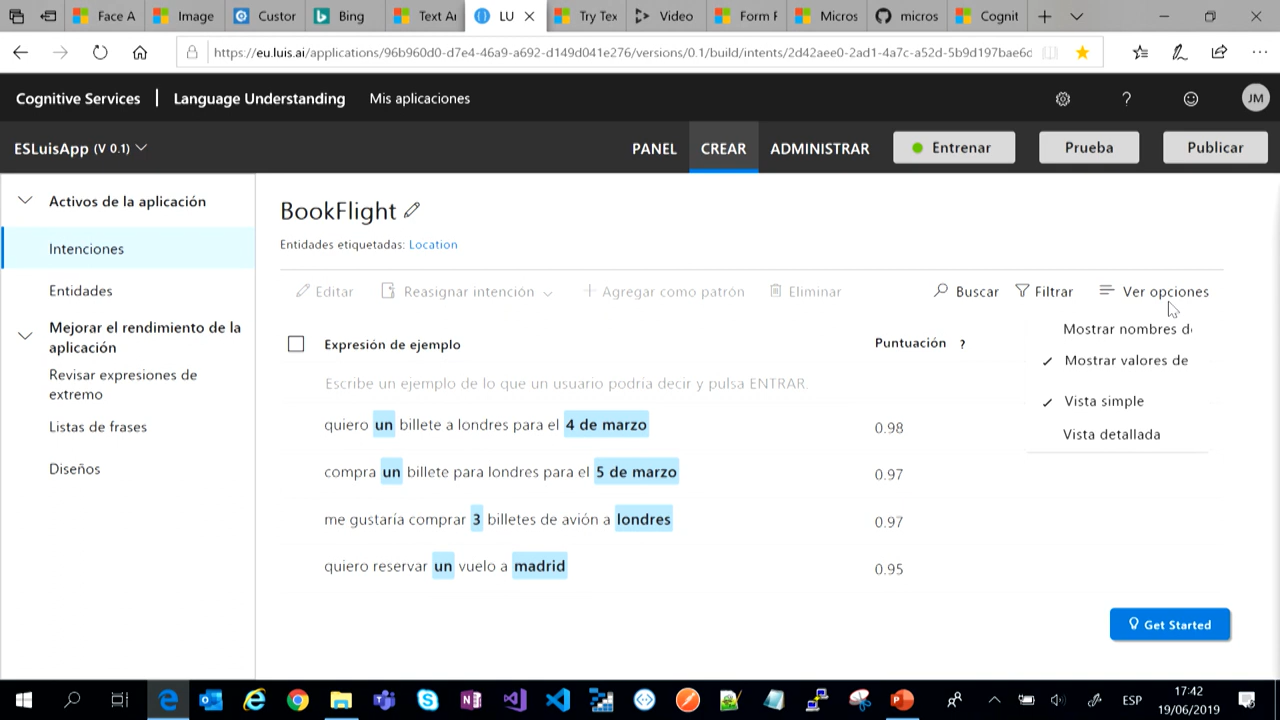 Face A
Image
Custor
Bing
Text Ar
LU
Try Tex
Video
Form
Micros
micros
Cognit
https://eu.luis.ai/applications/96b960d0-d7e4-46a9-a692-d149d041e276/versions/0.1/build/intents/2d42aee0-2ad1-4a7c-a52d-5b9d197bae6d
Cognitive Services | Language Understanding Mis aplicaciones ? JM
ESLuisApp (V 0.1) PANEL CREAR ADMINISTRAR Entrenar Prueba Publicar
Activos de la aplicación
Intenciones
Entidades
Mejorar el rendimiento de la
aplicación
Revisar expresiones de
extremo
Listas de frases
Diseños
BookFlight
Entidades etiquetadas: Location
Editar Reasignar intención Agregar como patrón Eliminar Buscar Filtrar Ver opciones
Mostrar nombres de
Mostrar valores de
Vista simple
Vista detallada
Expresión de ejemplo Puntuación ?
Escribe un ejemplo de lo que un usuario podría decir y pulsa ENTRAR.
quiero un billete a londres para el 4 de marzo 0.98
compra un billete para londres para el 5 de marzo 0.97
me gustaría comprar 3 billetes de avión a londres 0.97
quiero reservar un vuelo a madrid 0.95
Get Started
ESP
17:42
19/06/2019